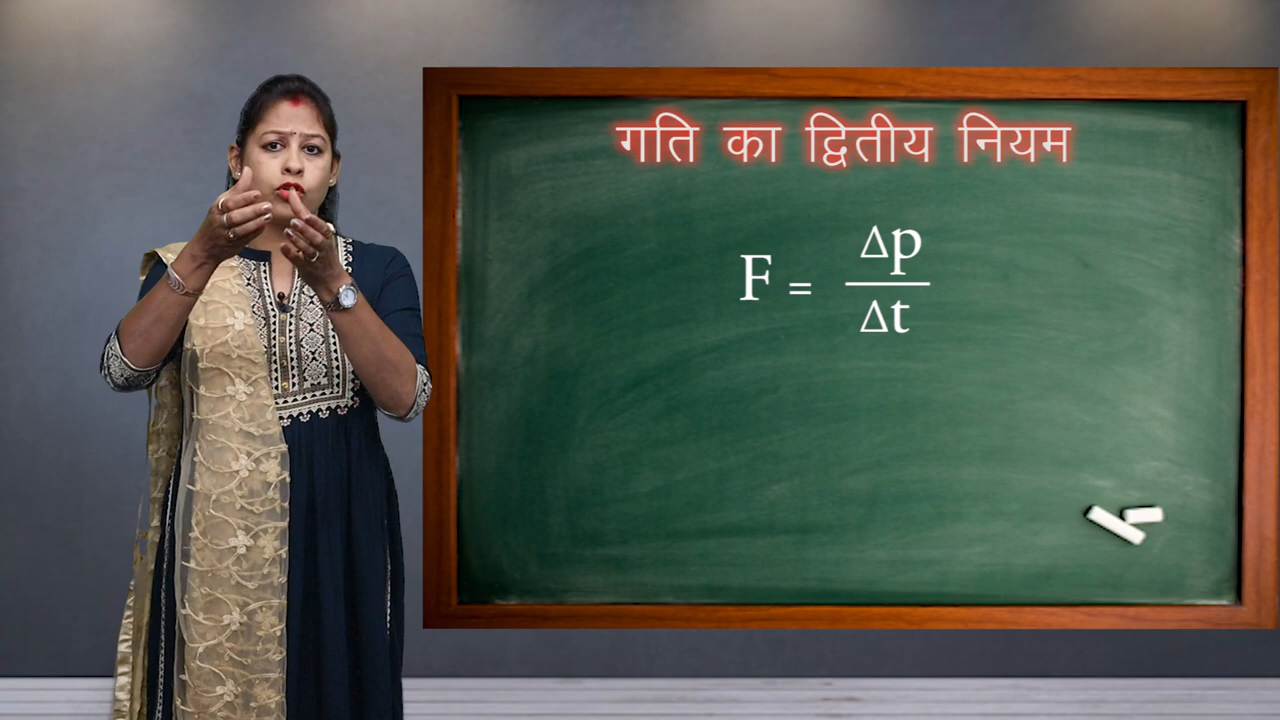 गति का द्वितीय नियम
F = Δp/Δt